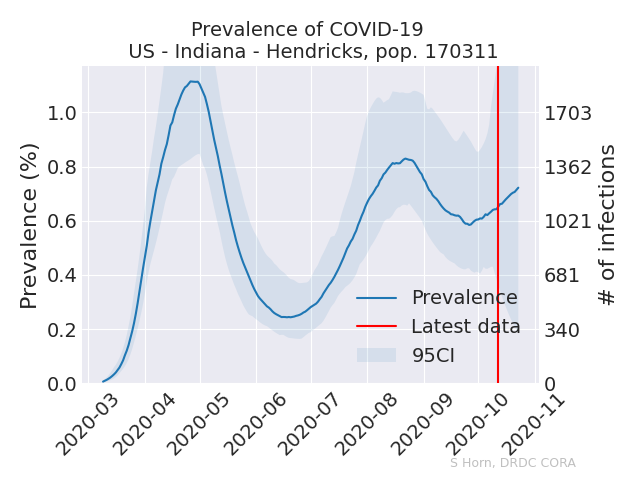 Prevalence of COVID-19
US - Indiana - Hendricks, pop. 170311
Prevalence (%)
1.0
0.8
0.6
0.4
0.2
0.0
1703
1362
1021
681
340
0
# of infections
Prevalence
Latest data
95CI
2020-03
2020-04
2020-05
2020-06
2020-07
2020-08
2020-09
2020-10
2020-11
S Horn, DRDC CORA